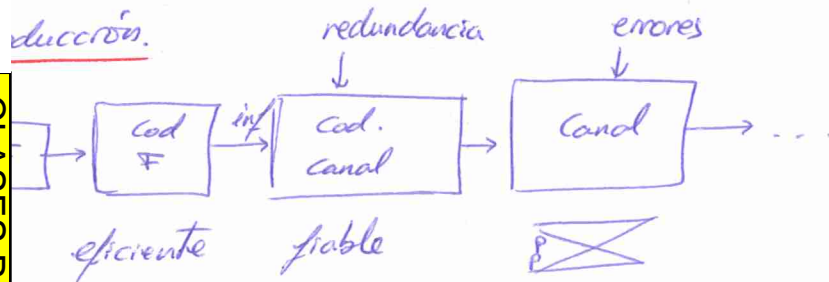 ducción.
redundancia
errores
Cod
F
inf
Cod.
Canal
Canal
...
eficiente
fiable